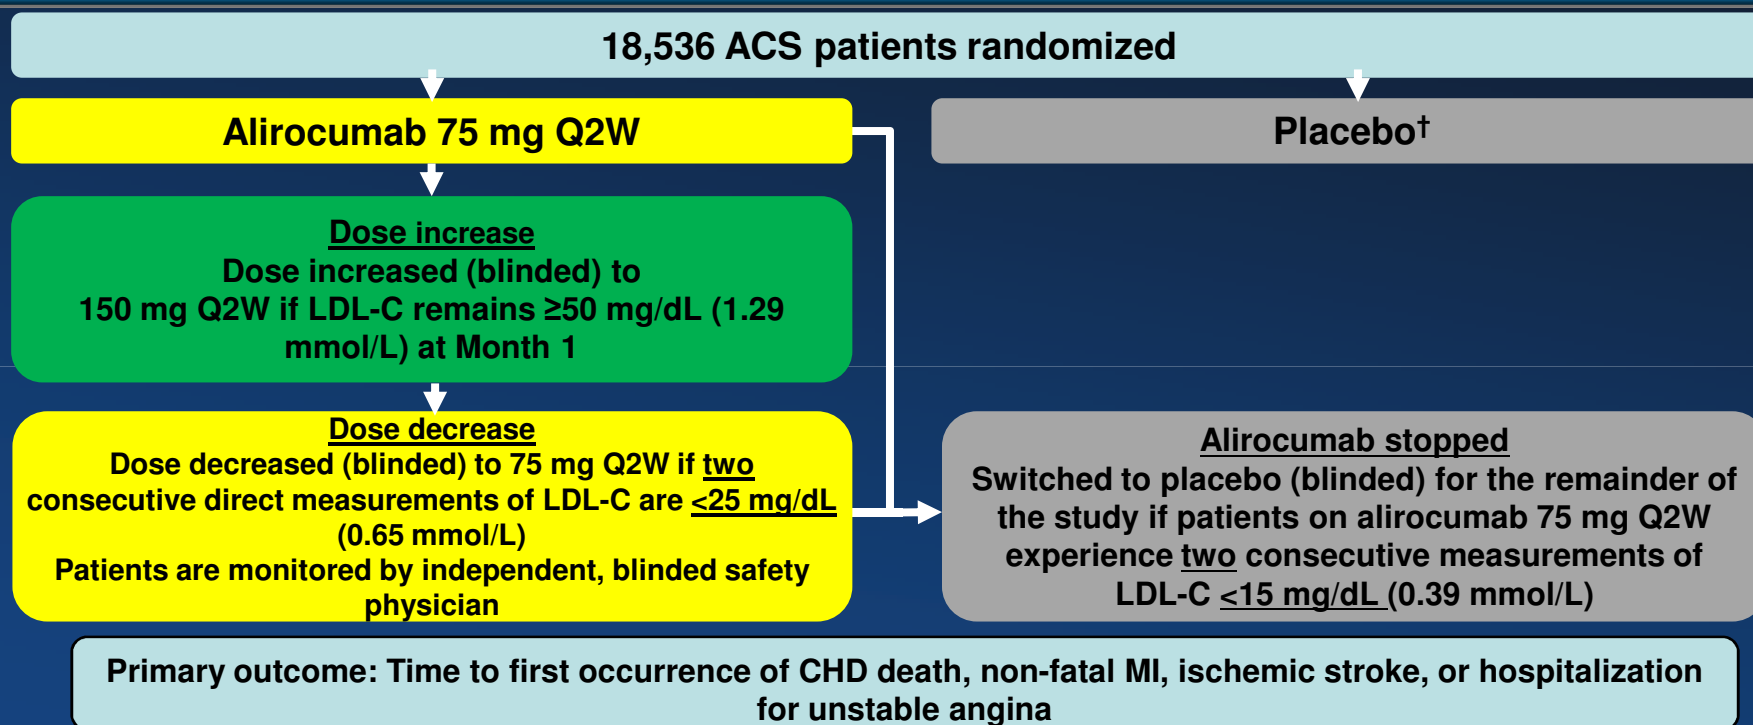 18,536 ACS patients randomized
Alirocumab 75 mg Q2W
Placebo†
Dose increase
Dose increased (blinded) to
150 mg Q2W if LDL-C remains ≥50 mg/dL (1.29
mmol/L) at Month 1
Dose decrease
Dose decreased (blinded) to 75 mg Q2W if two
consecutive direct measurements of LDL-C are <25 mg/dL
(0.65 mmol/L)
Patients are monitored by independent, blinded safety
physician
Alirocumab stopped
Switched to placebo (blinded) for the remainder of
the study if patients on alirocumab 75 mg Q2W
experience two consecutive measurements of
LDL-C <15 mg/dL (0.39 mmol/L)
Primary outcome: Time to first occurrence of CHD death, non-fatal MI, ischemic stroke, or hospitalization
for unstable angina